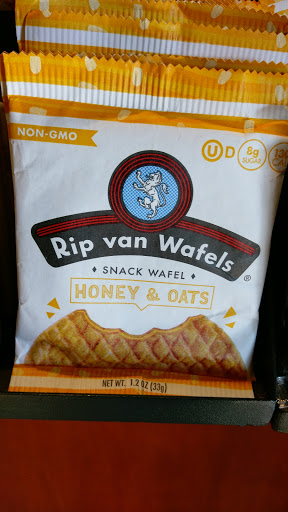 NON-GMO
U D
8g
SUGAR
Rip van Wafels®
SNACK WAFEL
HONEY & OATS
NET WT. 1.2 OZ (33g)